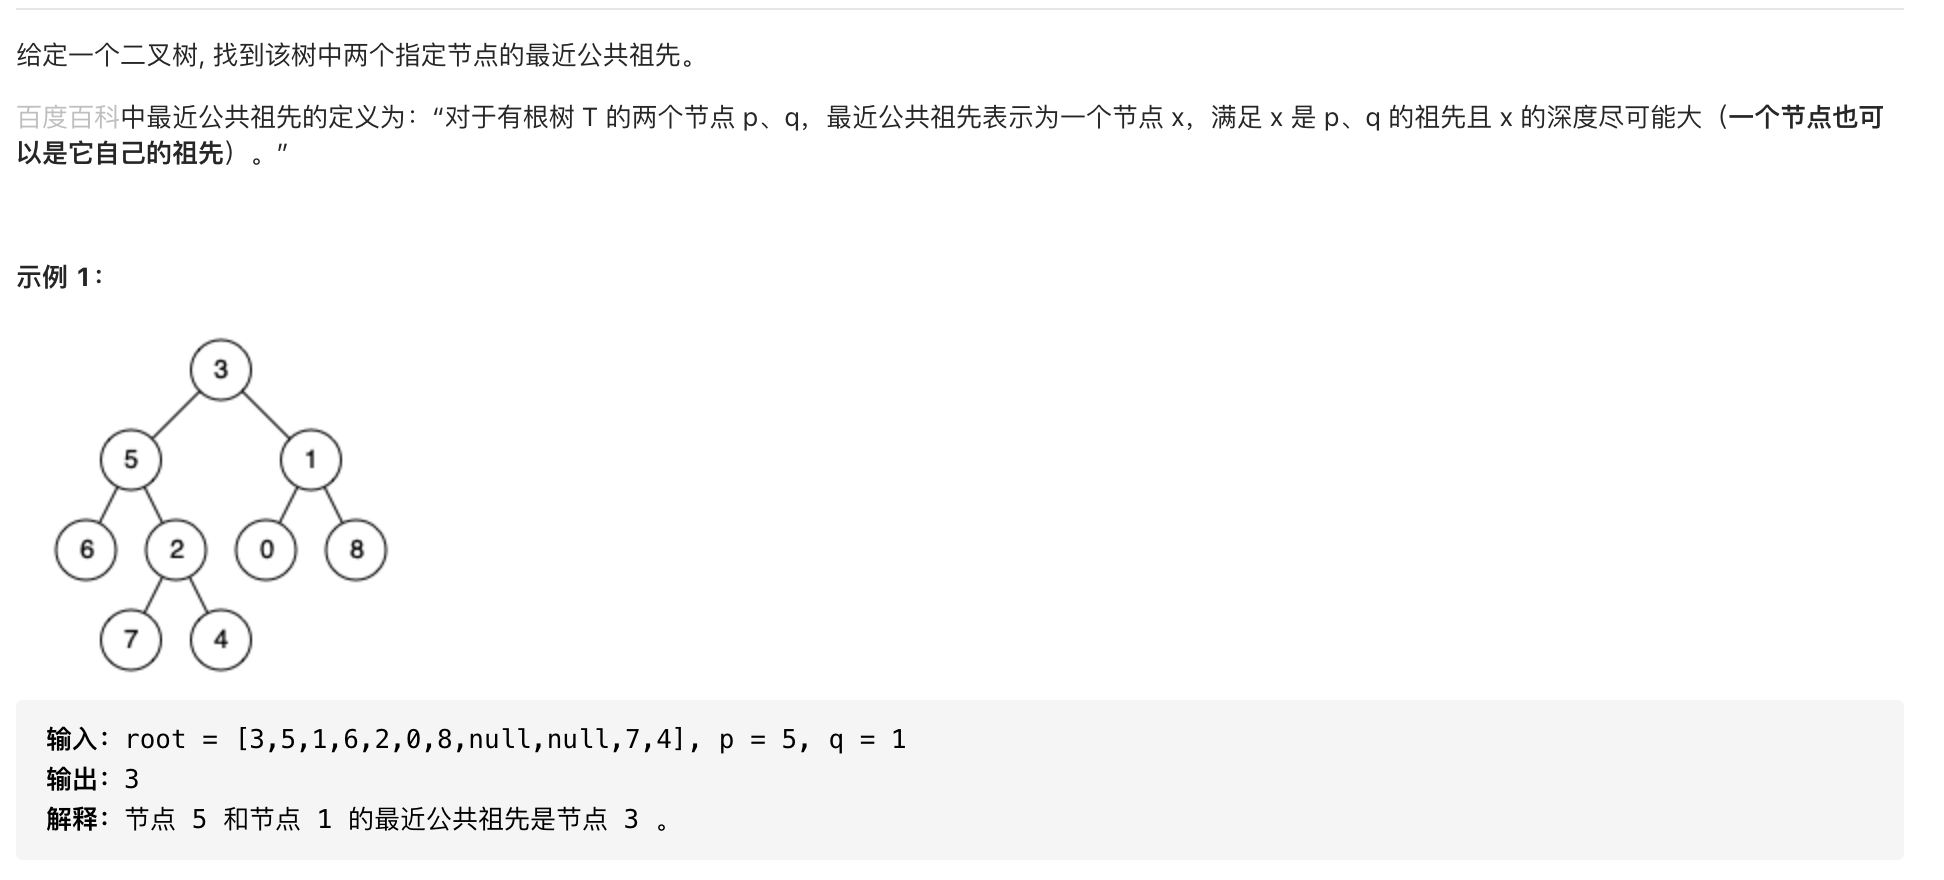 给定一个二叉树, 找到该树中两个指定节点的最近公共祖先。
百度百科中最近公共祖先的定义为：“对于有根树 T 的两个节点 p、q，最近公共祖先表示为一个节点 x，满足 x 是 p、q 的祖先且 x 的深度尽可能大（一个节点也可
以是它自己的祖先）。”
示例 1：
3
5 1
6 2 0 8
7 4
输入：root = [3,5,1,6,2,0,8,null,null,7,4], p = 5, q = 1
输出：3
解释：节点 5 和节点 1 的最近公共祖先是节点 3 。